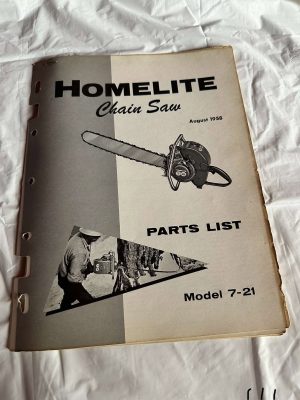 HOMELITE
Chain Saw
August 1958
PARTS LIST
Model 7-21